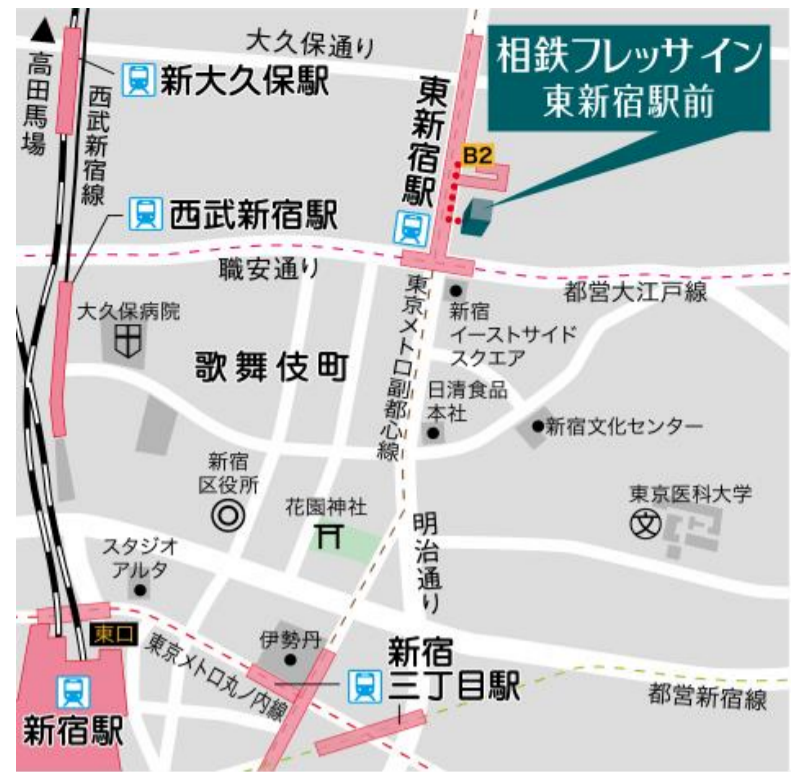 大久保通り
相鉄フレッサイン
東新宿駅前
高田馬場
新大久保駅
西武新宿線
東新宿駅
B2
西武新宿駅
職安通り
都営大江戸線
大久保病院
新宿
イーストサイド
スクエア
歌舞伎町
東京メトロ副都心線
日清食品
本社
新宿文化センター
新宿
区役所
花園神社
東京医科大学
文
明治通り
スタジオ
アルタ
東口
伊勢丹
東京メトロ丸ノ内線
新宿
三丁目駅
都営新宿線
新宿駅